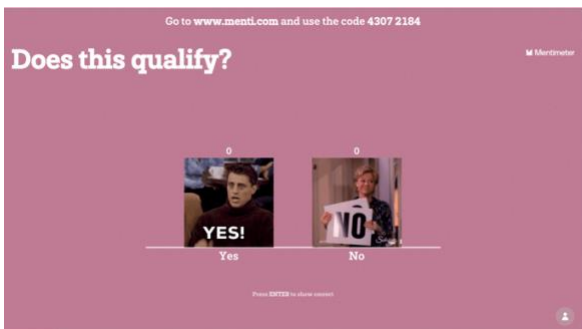 Go to www.menti.com and use the code 4307 2184
Does this qualify?
Mentimeter
0
0
YES!
NO
Yes
No
Press ENTER to show correct